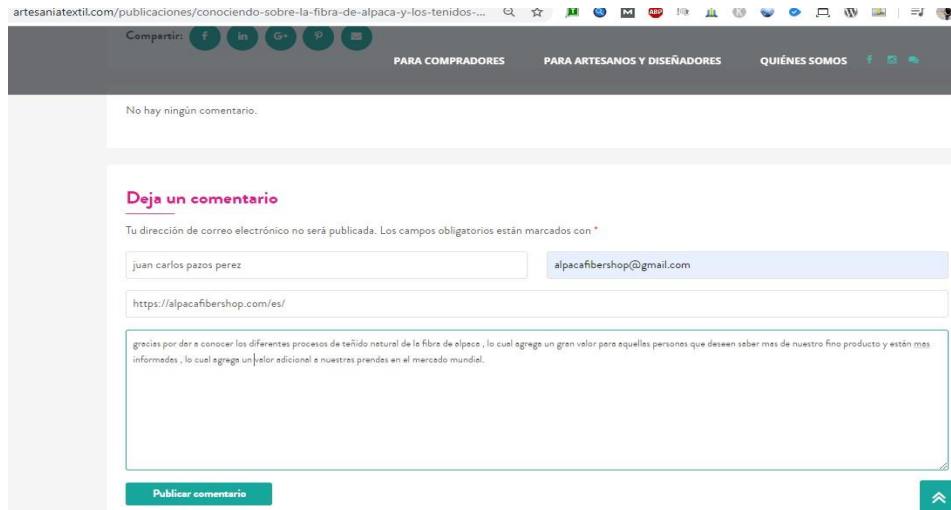 artesaniatextil.com/publicaciones/conociendo-sobre-la-fibra-de-alpaca-y-los-tenidos-...
Compartir:
PARA COMPRADORES PARA ARTESANOS Y DISEÑADORES QUIÉNES SOMOS
No hay ningún comentario.
Deja un comentario
Tu dirección de correo electrónico no será publicada. Los campos obligatorios están marcados con *
juan carlos pazos perez alpacafibershop@gmail.com
https://alpacafibershop.com/es/
gracias por dar a conocer los diferentes procesos de teñido natural de la fibra de alpaca , lo cual agrega un gran valor para aquellas personas que deseen saber mas de nuestro fino producto y están mas
informadas , lo cual agrega un valor adicional a nuestras prendas en el mercado mundial.
Publicar comentario